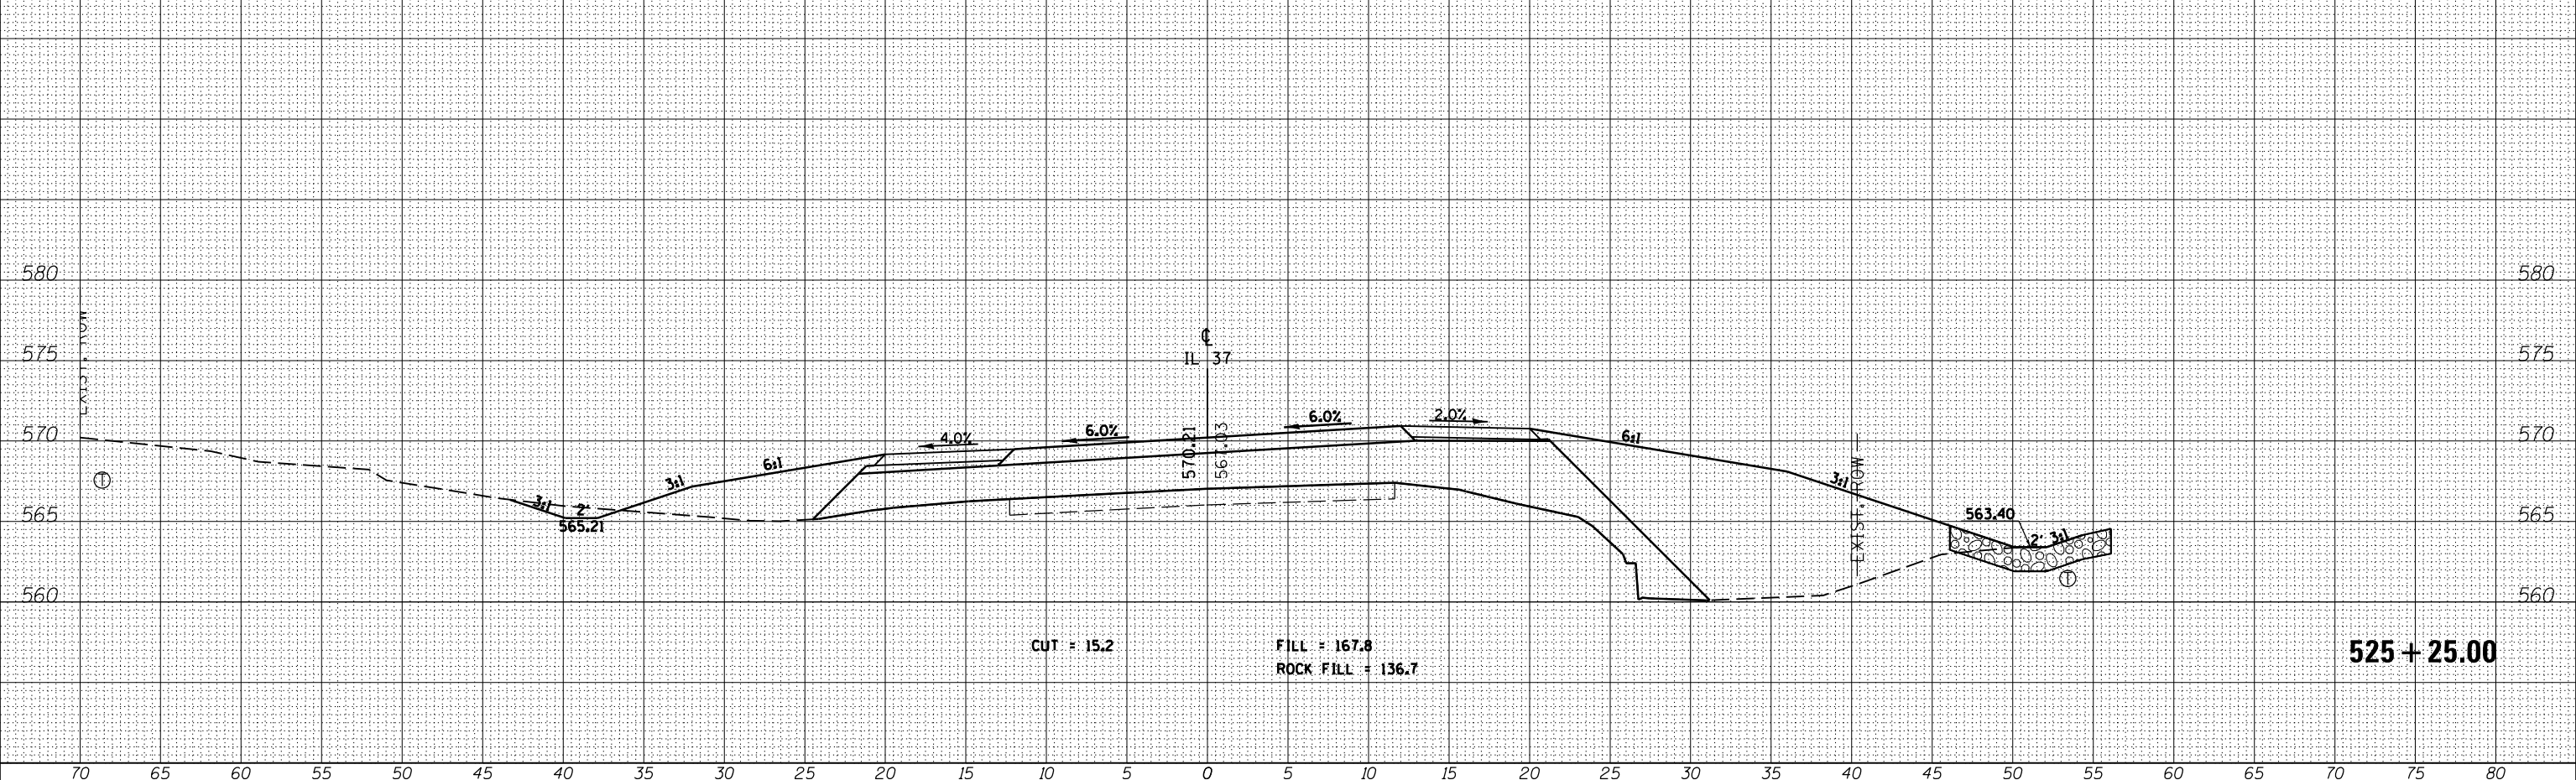 580 580
EXIST. ROW
575 575
℄
IL 37
570 570
4.0% 6.0% 6.0% 2.0%
570.21
567.03
6:1
3:1
6:1
3:1
3:1
2'
565.21
EXIST. ROW
565 565
563.40
2' 3:1
T
T
560 560
CUT = 15.2 FILL = 167.8
ROCK FILL = 136.7
525 + 25.00
70 65 60 55 50 45 40 35 30 25 20 15 10 5 0 5 10 15 20 25 30 35 40 45 50 55 60 65 70 75 80